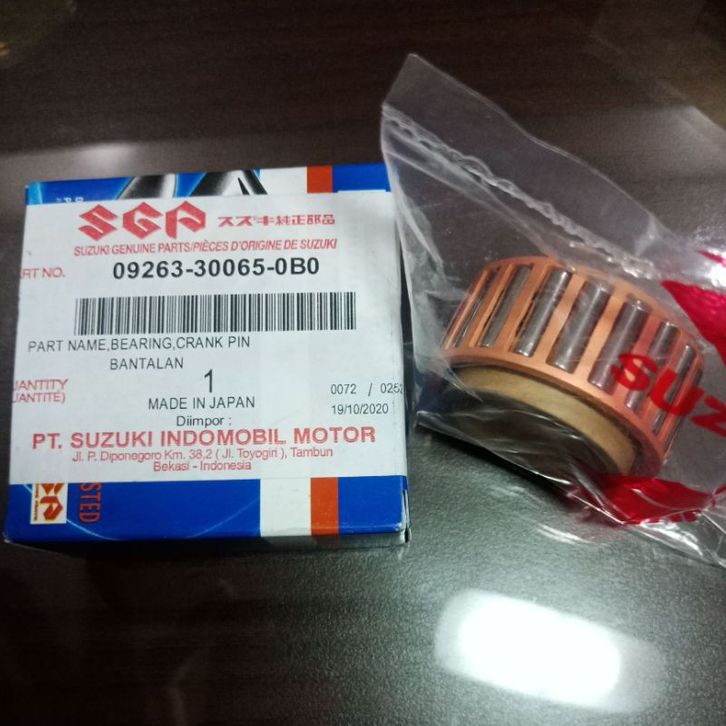 SGP スズキ純正部品
SUZUKI GENUINE PARTS/PIÈCES D'ORIGINE DE SUZUKI
RT NO. 09263-30065-0B0
PART NAME,BEARING,CRANK PIN
BANTALAN
UANTITY
UANTITÉ) 1
MADE IN JAPAN
0072 / 0252
19/10/2020
Diimpor :
PT. SUZUKI INDOMOBIL MOTOR
Jl. P. Diponegoro Km. 38,2 ( Jl. Toyogiri ), Tambun
Bekasi - Indonesia
STED
SUZ